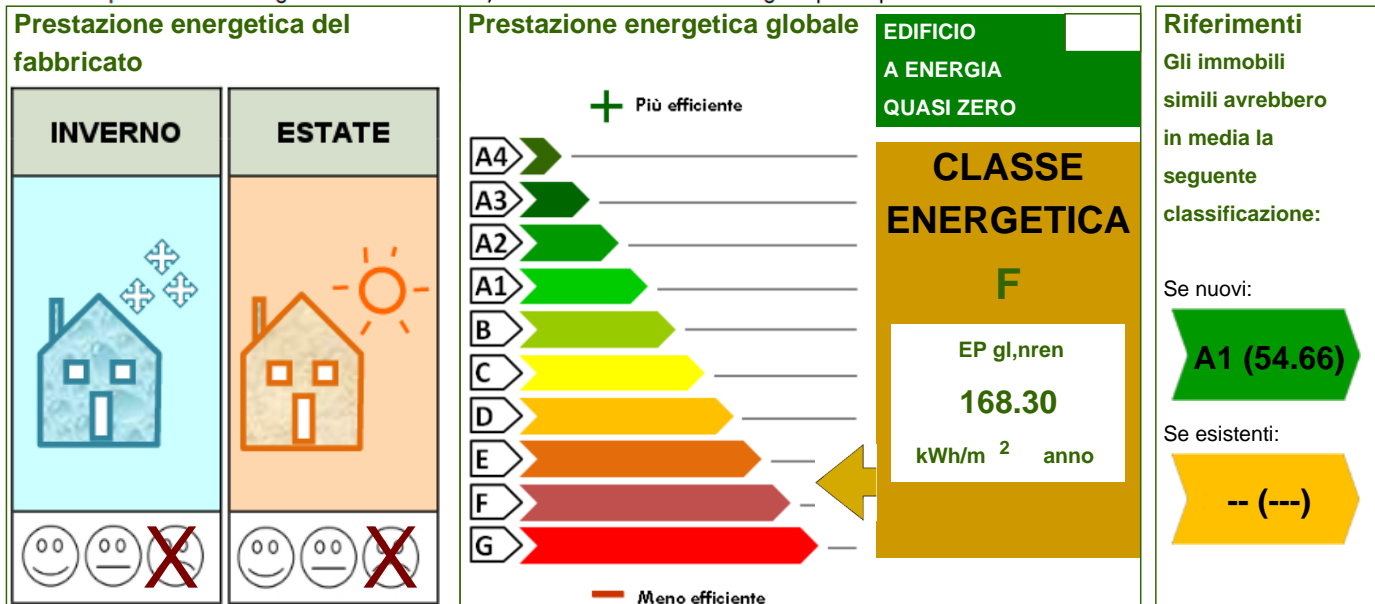 Prestazione energetica del
fabbricato
INVERNO
ESTATE
X
X
Prestazione energetica globale
Più efficiente
A4
A3
A2
A1
B
C
D
E
F
G
Meno efficiente
EDIFICIO
A ENERGIA
QUASI ZERO
CLASSE
ENERGETICA
F
EP gl,nren
168.30
kWh/m 2 anno
Riferimenti
Gli immobili
simili avrebbero
in media la
seguente
classificazione:
Se nuovi:
A1 (54.66)
Se esistenti:
-- (---)